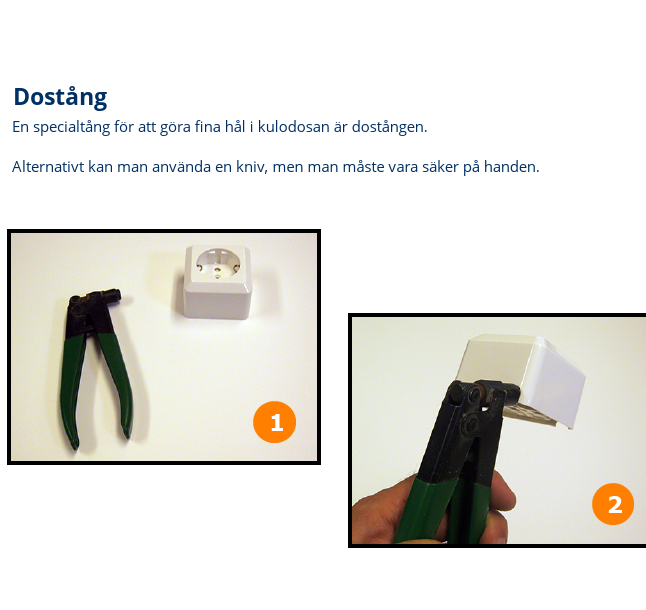 Dostång
En specialtång för att göra fina hål i kulodosan är dostången.
Alternativt kan man använda en kniv, men man måste vara säker på handen.
1
2